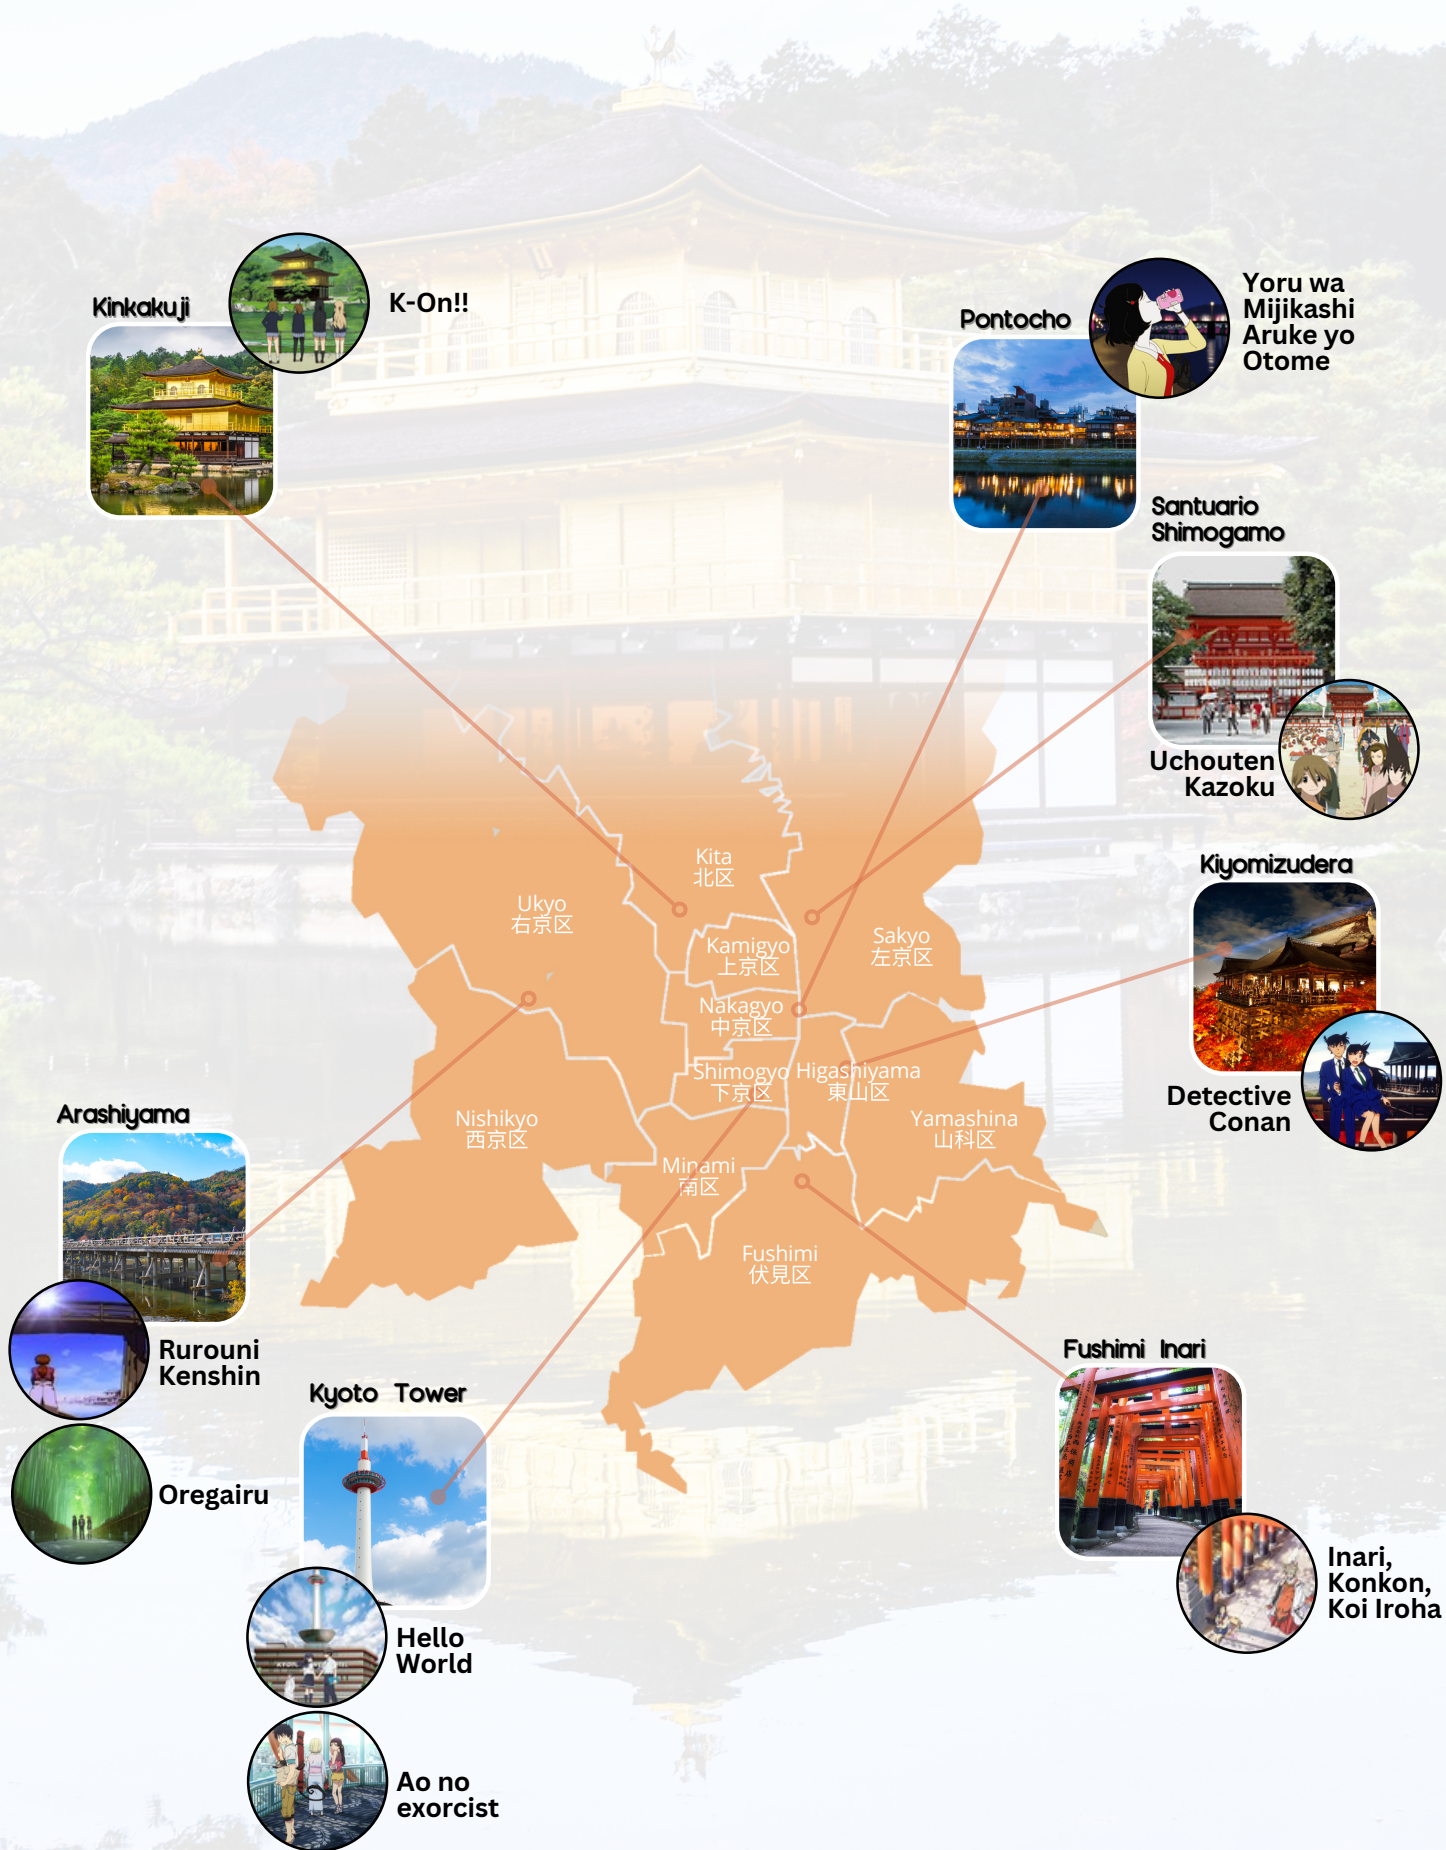 Kinkakuji
K-On!!
Pontocho
Yoru wa
Mijikashi
Aruke yo
Otome
Santuario
Shimogamo
Uchouten
Kazoku
Kiyomizudera
Detective
Conan
Kita
北区
Ukyo
右京区
Kamigyo
上京区
Sakyo
左京区
Nakagyo
中京区
Shimogyo
下京区
Higashiyama
東山区
Nishikyo
西京区
Yamashina
山科区
Minami
南区
Fushimi
伏見区
Arashiyama
Rurouni
Kenshin
Oregairu
Kyoto Tower
Hello
World
Ao no
exorcist
Fushimi Inari
Inari,
Konkon,
Koi Iroha